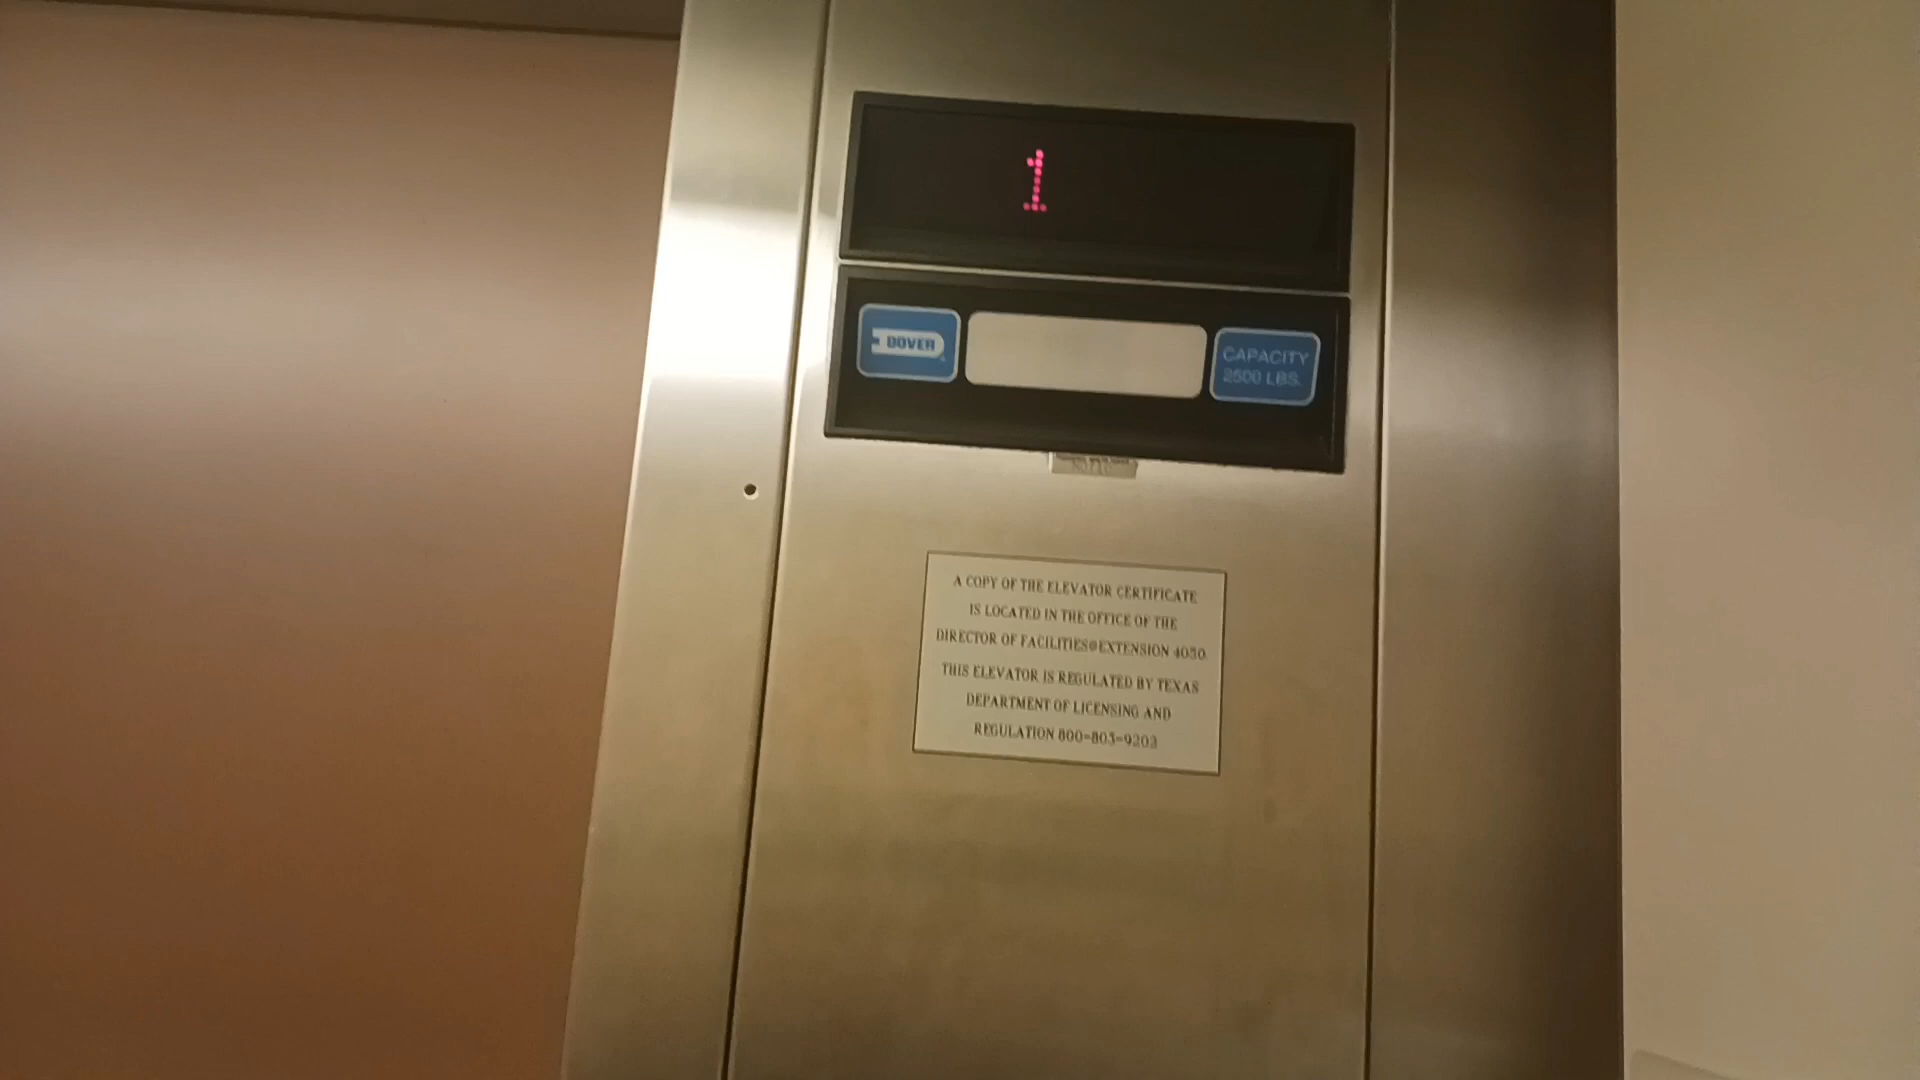 1
DOVER
CAPACITY
2500 LBS.
A COPY OF THE ELEVATOR CERTIFICATE
IS LOCATED IN THE OFFICE OF THE
DIRECTOR OF FACILITIES@EXTENSION 4050.
THIS ELEVATOR IS REGULATED BY TEXAS
DEPARTMENT OF LICENSING AND
REGULATION 800-803-9202